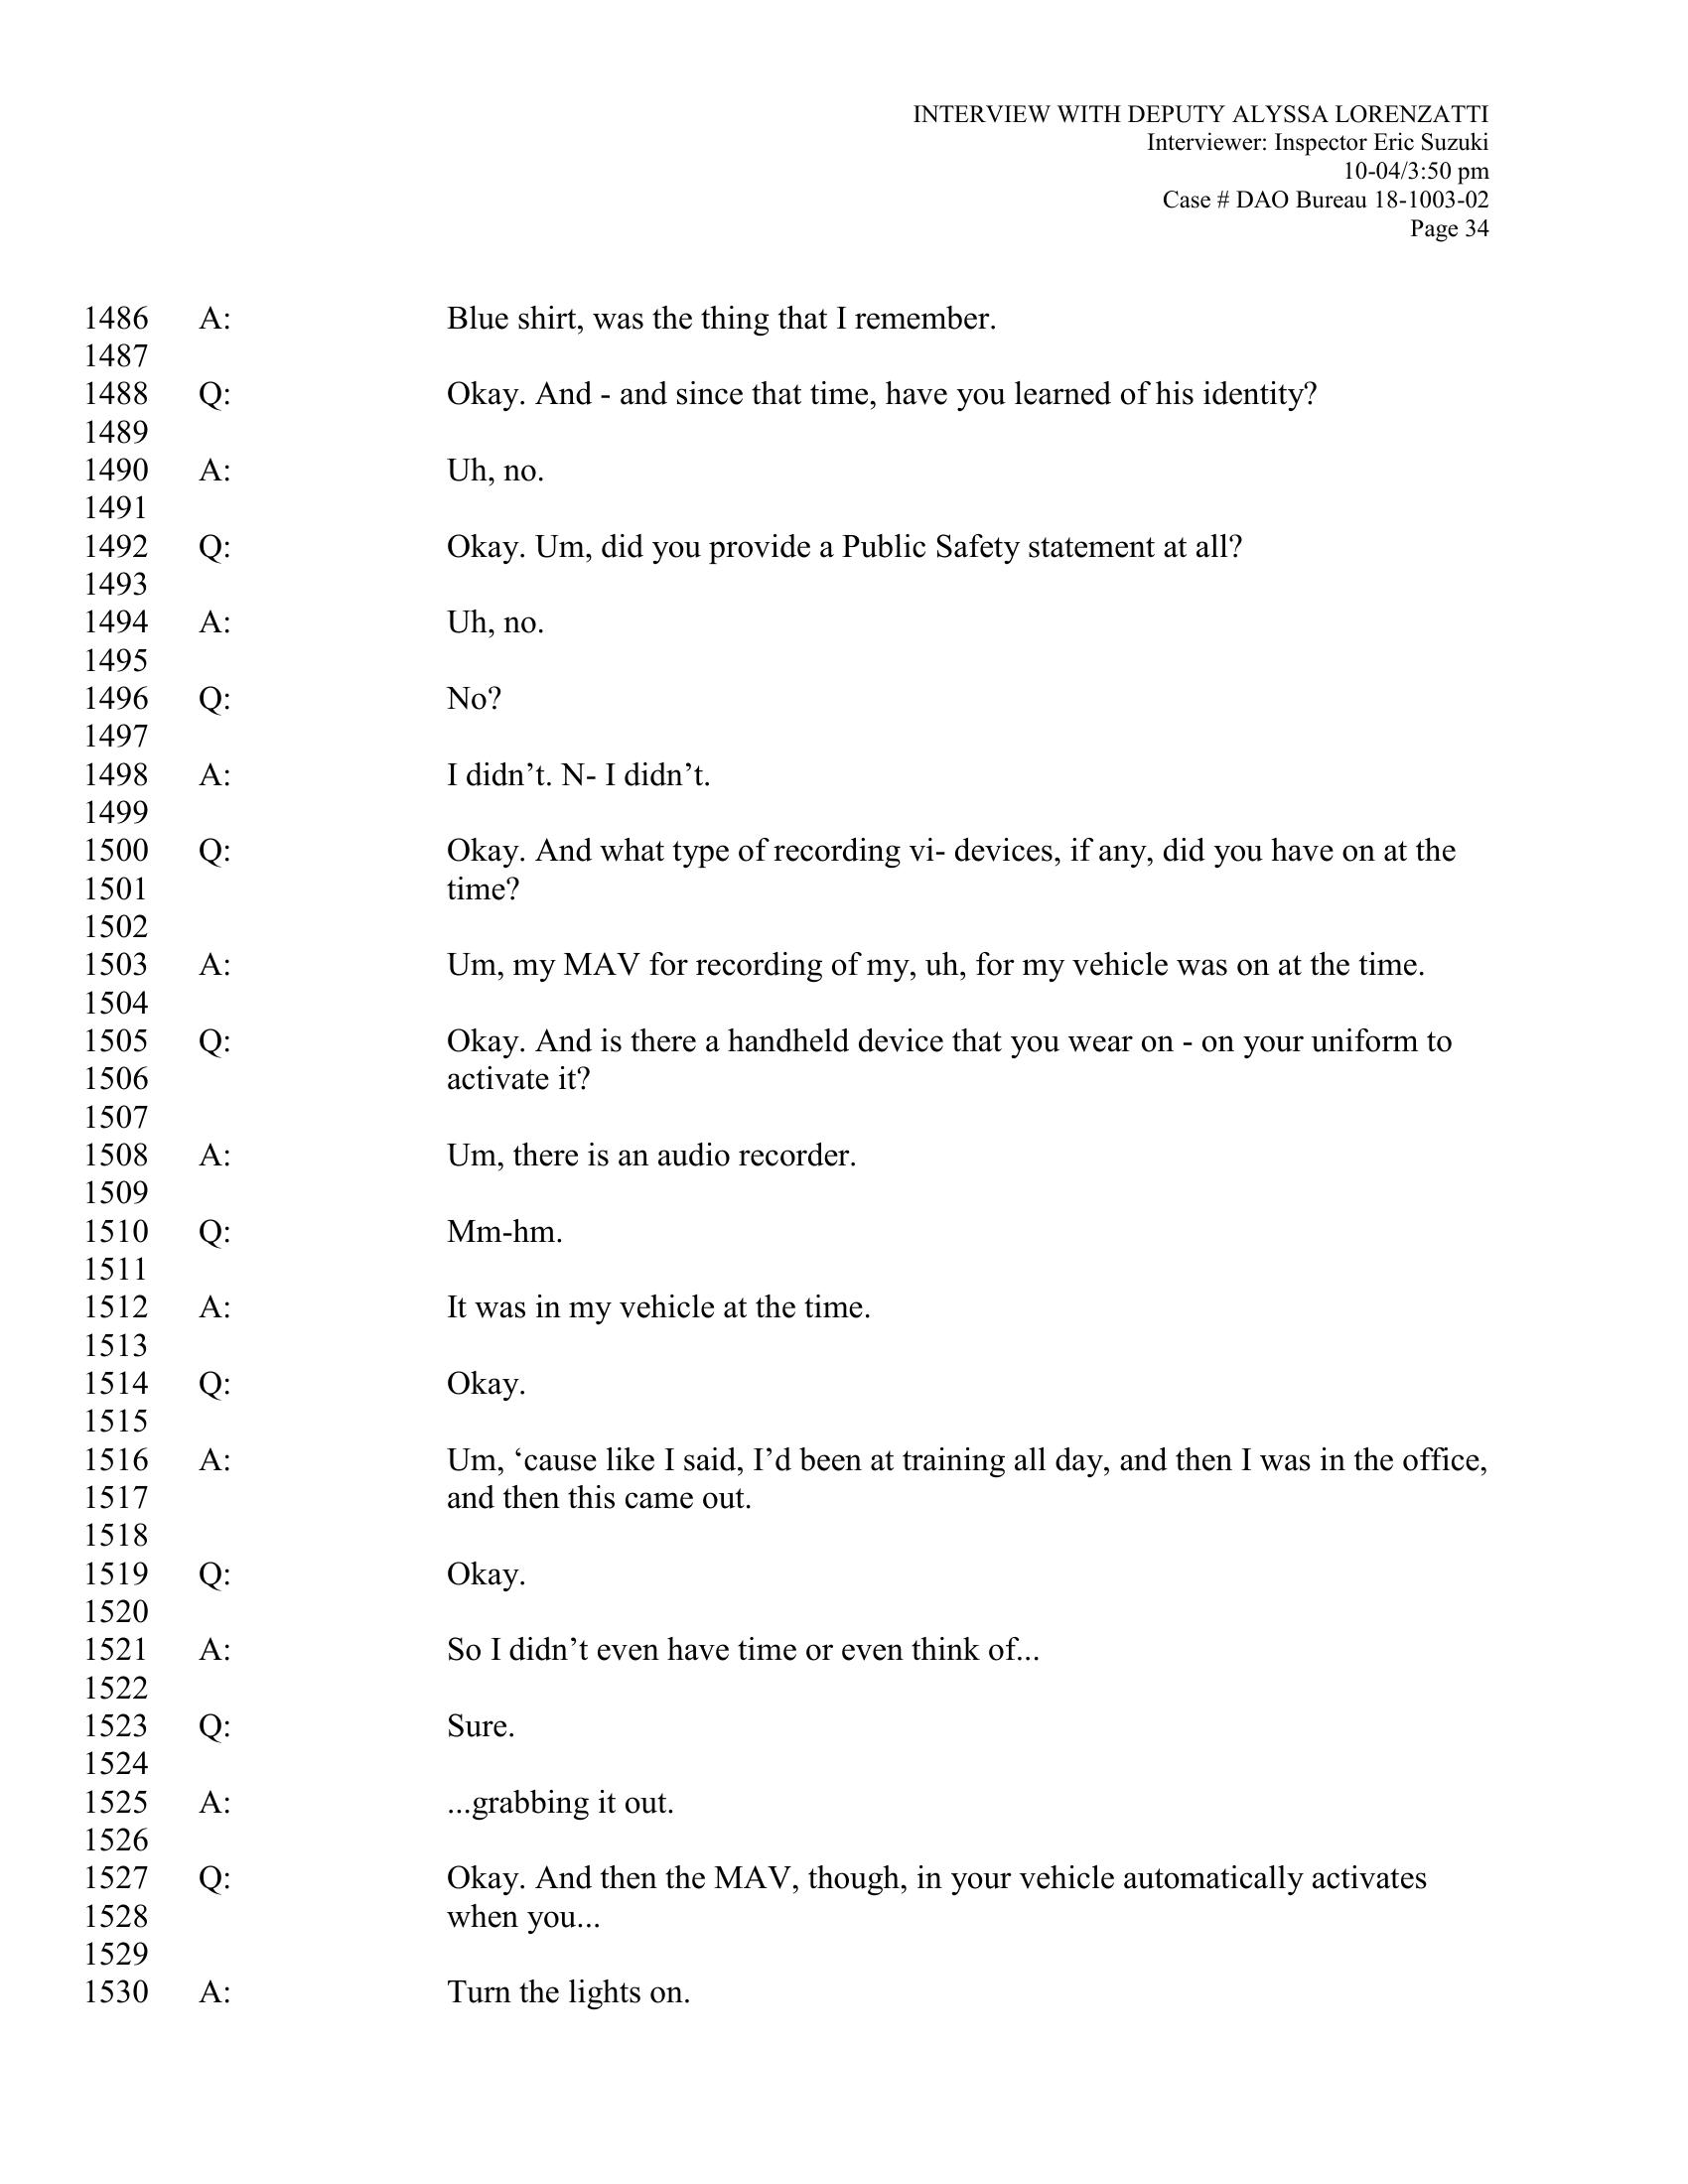 INTERVIEW WITH DEPUTY ALYSSA LORENZATTI
Interviewer: Inspector Eric Suzuki
10-04/3:50 pm
Case # DAO Bureau 18-1003-02
Page 34
1486 A: Blue shirt, was the thing that I remember.
1487
1488 Q: Okay. And - and since that time, have you learned of his identity?
1489
1490 A: Uh, no.
1491
1492 Q: Okay. Um, did you provide a Public Safety statement at all?
1493
1494 A: Uh, no.
1495
1496 Q: No?
1497
1498 A: I didn’t. N- I didn’t.
1499
1500 Q: Okay. And what type of recording vi- devices, if any, did you have on at the
1501 time?
1502
1503 A: Um, my MAV for recording of my, uh, for my vehicle was on at the time.
1504
1505 Q: Okay. And is there a handheld device that you wear on - on your uniform to
1506 activate it?
1507
1508 A: Um, there is an audio recorder.
1509
1510 Q: Mm-hm.
1511
1512 A: It was in my vehicle at the time.
1513
1514 Q: Okay.
1515
1516 A: Um, ‘cause like I said, I’d been at training all day, and then I was in the office,
1517 and then this came out.
1518
1519 Q: Okay.
1520
1521 A: So I didn’t even have time or even think of...
1522
1523 Q: Sure.
1524
1525 A: ...grabbing it out.
1526
1527 Q: Okay. And then the MAV, though, in your vehicle automatically activates
1528 when you...
1529
1530 A: Turn the lights on.